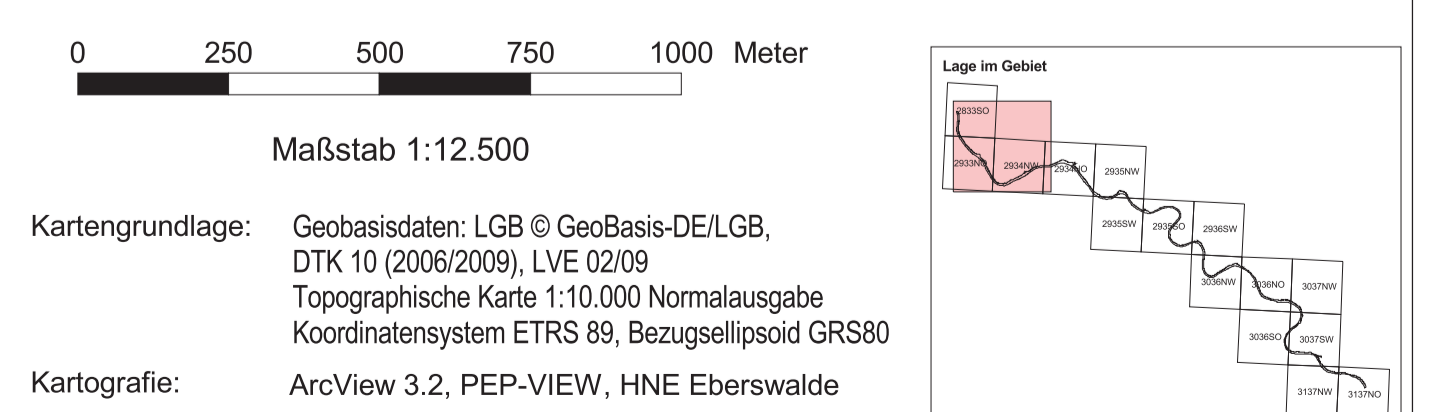 0 250 500 750 1000 Meter
Maßstab 1:12.500
Kartengrundlage: Geobasisdaten: LGB © GeoBasis-DE/LGB,
DTK 10 (2006/2009), LVE 02/09
Topographische Karte 1:10.000 Normalausgabe
Koordinatensystem ETRS 89, Bezugsellipsoid GRS80
Kartografie: ArcView 3.2, PEP-VIEW, HNE Eberswalde
Lage im Gebiet
2833SO
2933NO 2934NW 2934NO 2935NW
2935SW 2935SO 2936SW
3036NW 3036NO 3037NW
3036SO 3037SW
3137NW 3137NO